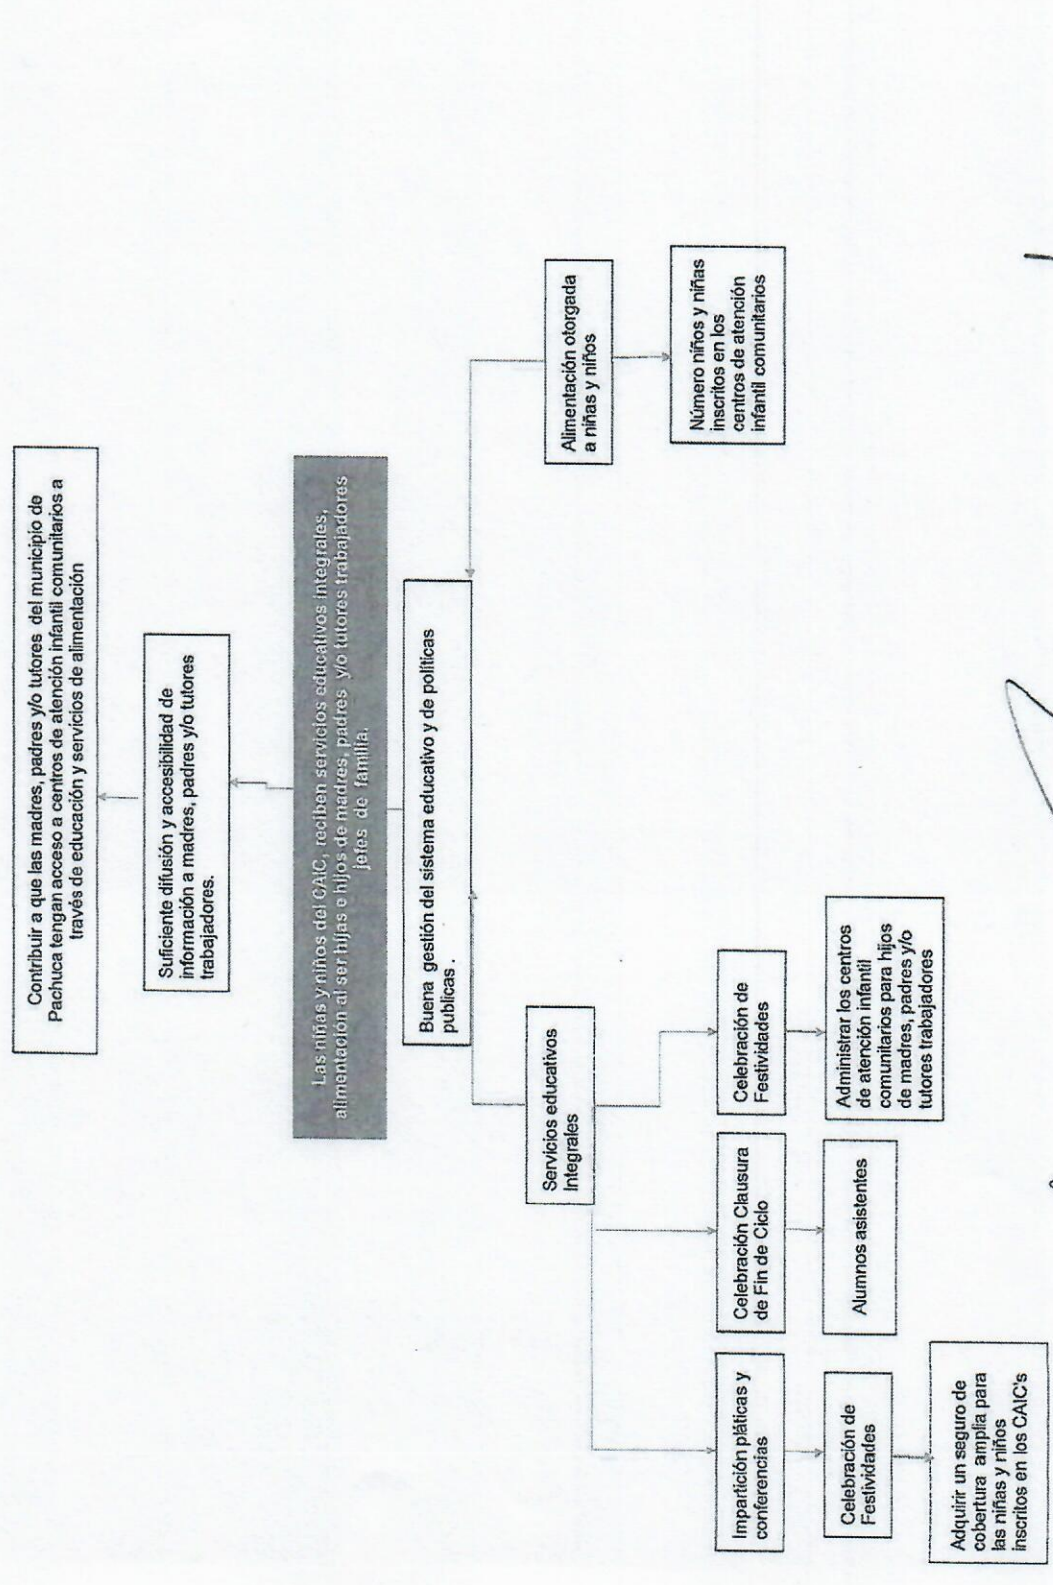 Contribuir a que las madres, padres y/o tutores del municipio de
Pachuca tengan acceso a centros de atención infantil comunitarios a
través de educación y servicios de alimentación
Suficiente difusión y accesibilidad de
información a madres, padres y/o tutores
trabajadores.
Las niñas y niños del CAIC, reciben servicios educativos integrales,
alimentación al ser hijas e hijos de madres, padres y/o tutores trabajadores
jefes de familia.
Buena gestión del sistema educativo y de políticas
publicas .
Servicios educativos
Integrales
Alimentación otorgada
a niñas y niños
Impartición pláticas y
conferencias
Celebración Clausura
de Fin de Ciclo
Celebración de
Festividades
Número niños y niñas
inscritos en los
centros de atención
infantil comunitarios
Celebración de
Festividades
Alumnos asistentes
Administrar los centros
de atención infantil
comunitarios para hijos
de madres, padres y/o
tutores trabajadores
Adquirir un seguro de
cobertura amplia para
las niñas y niños
inscritos en los CAIC's